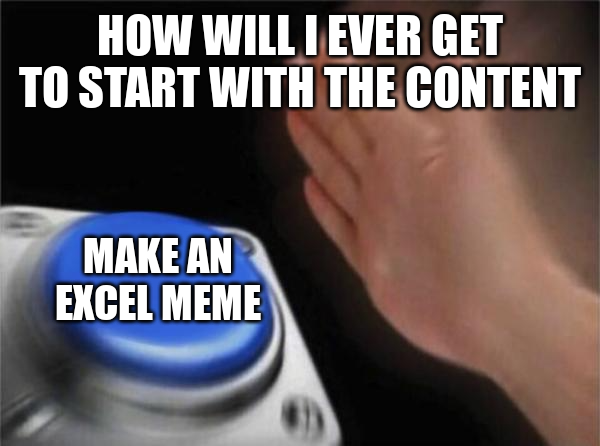 HOW WILL I EVER GET
TO START WITH THE CONTENT
MAKE AN
EXCEL MEME